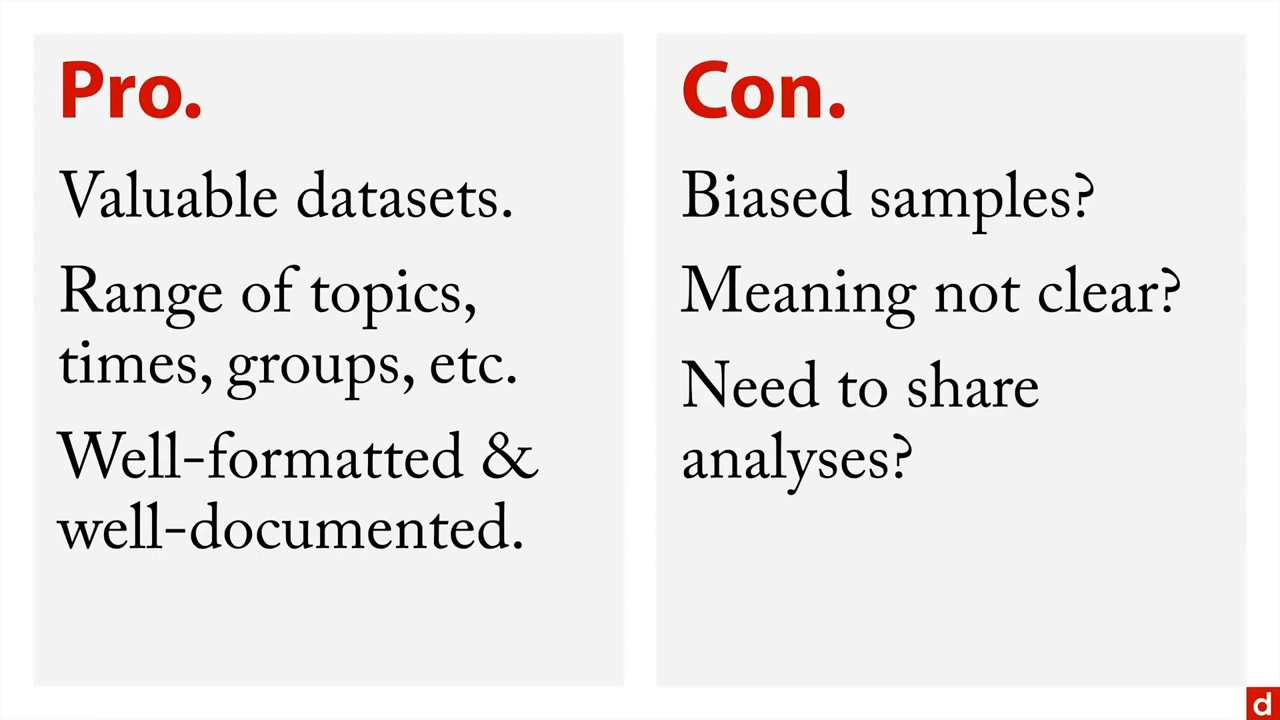 Pro.
Valuable datasets.
Range of topics,
times, groups, etc.
Well-formatted &
well-documented.
Con.
Biased samples?
Meaning not clear?
Need to share
analyses?
d